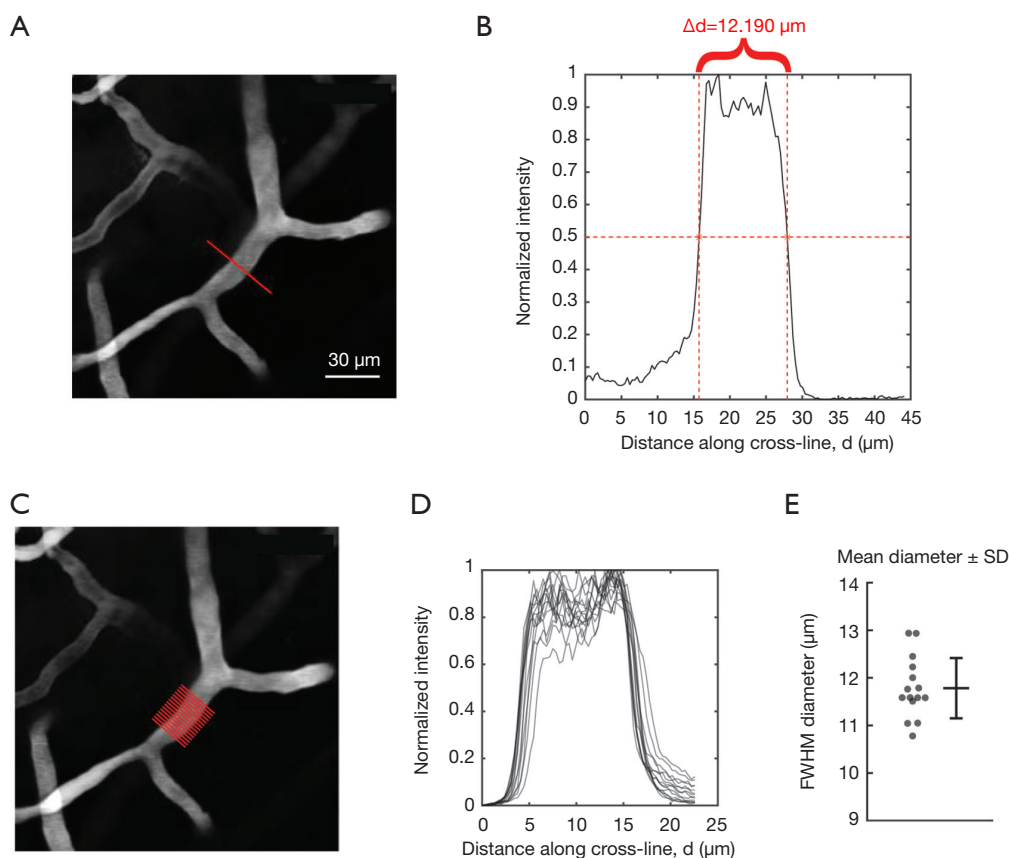 A
30 µm
B
Δd=12.190 µm
Normalized intensity
1
0.9
0.8
0.7
0.6
0.5
0.4
0.3
0.2
0.1
0
0 5 10 15 20 25 30 35 40 45
Distance along cross-line, d (µm)
C
D
Normalized intensity
1
0.8
0.6
0.4
0.2
0
0 5 10 15 20 25
Distance along cross-line, d (µm)
E
Mean diameter ± SD
FWHM diameter (µm)
14
13
12
11
10
9